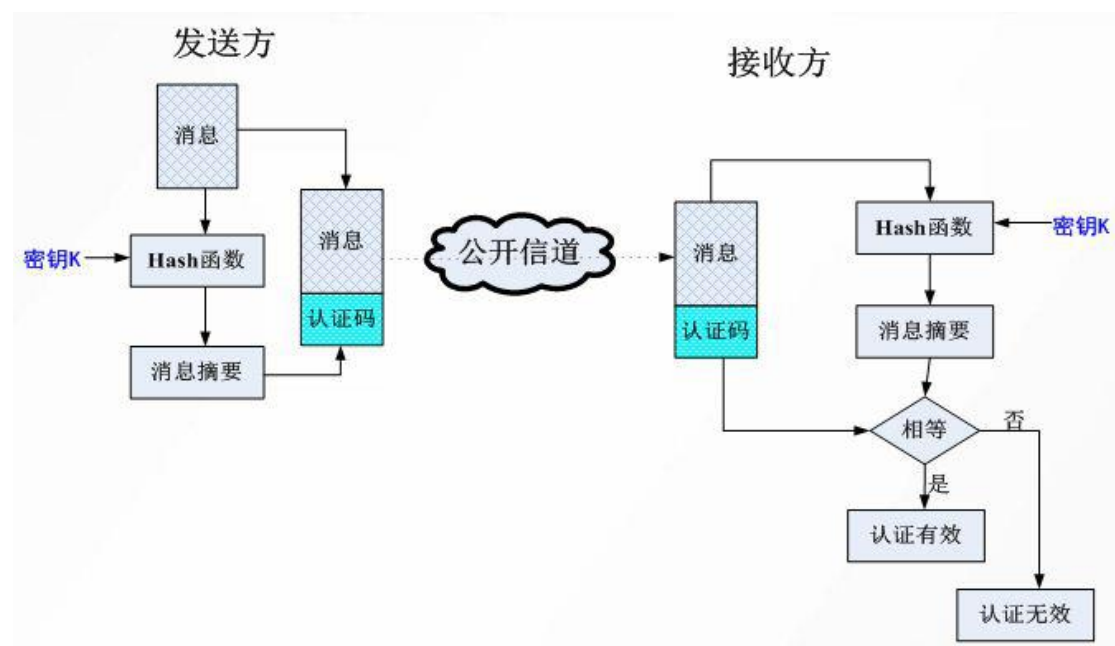 发送方
消息
密钥K
Hash函数
消息摘要
消息
认证码
公开信道
接收方
消息
认证码
Hash函数
密钥K
消息摘要
相等
否
是
认证有效
认证无效